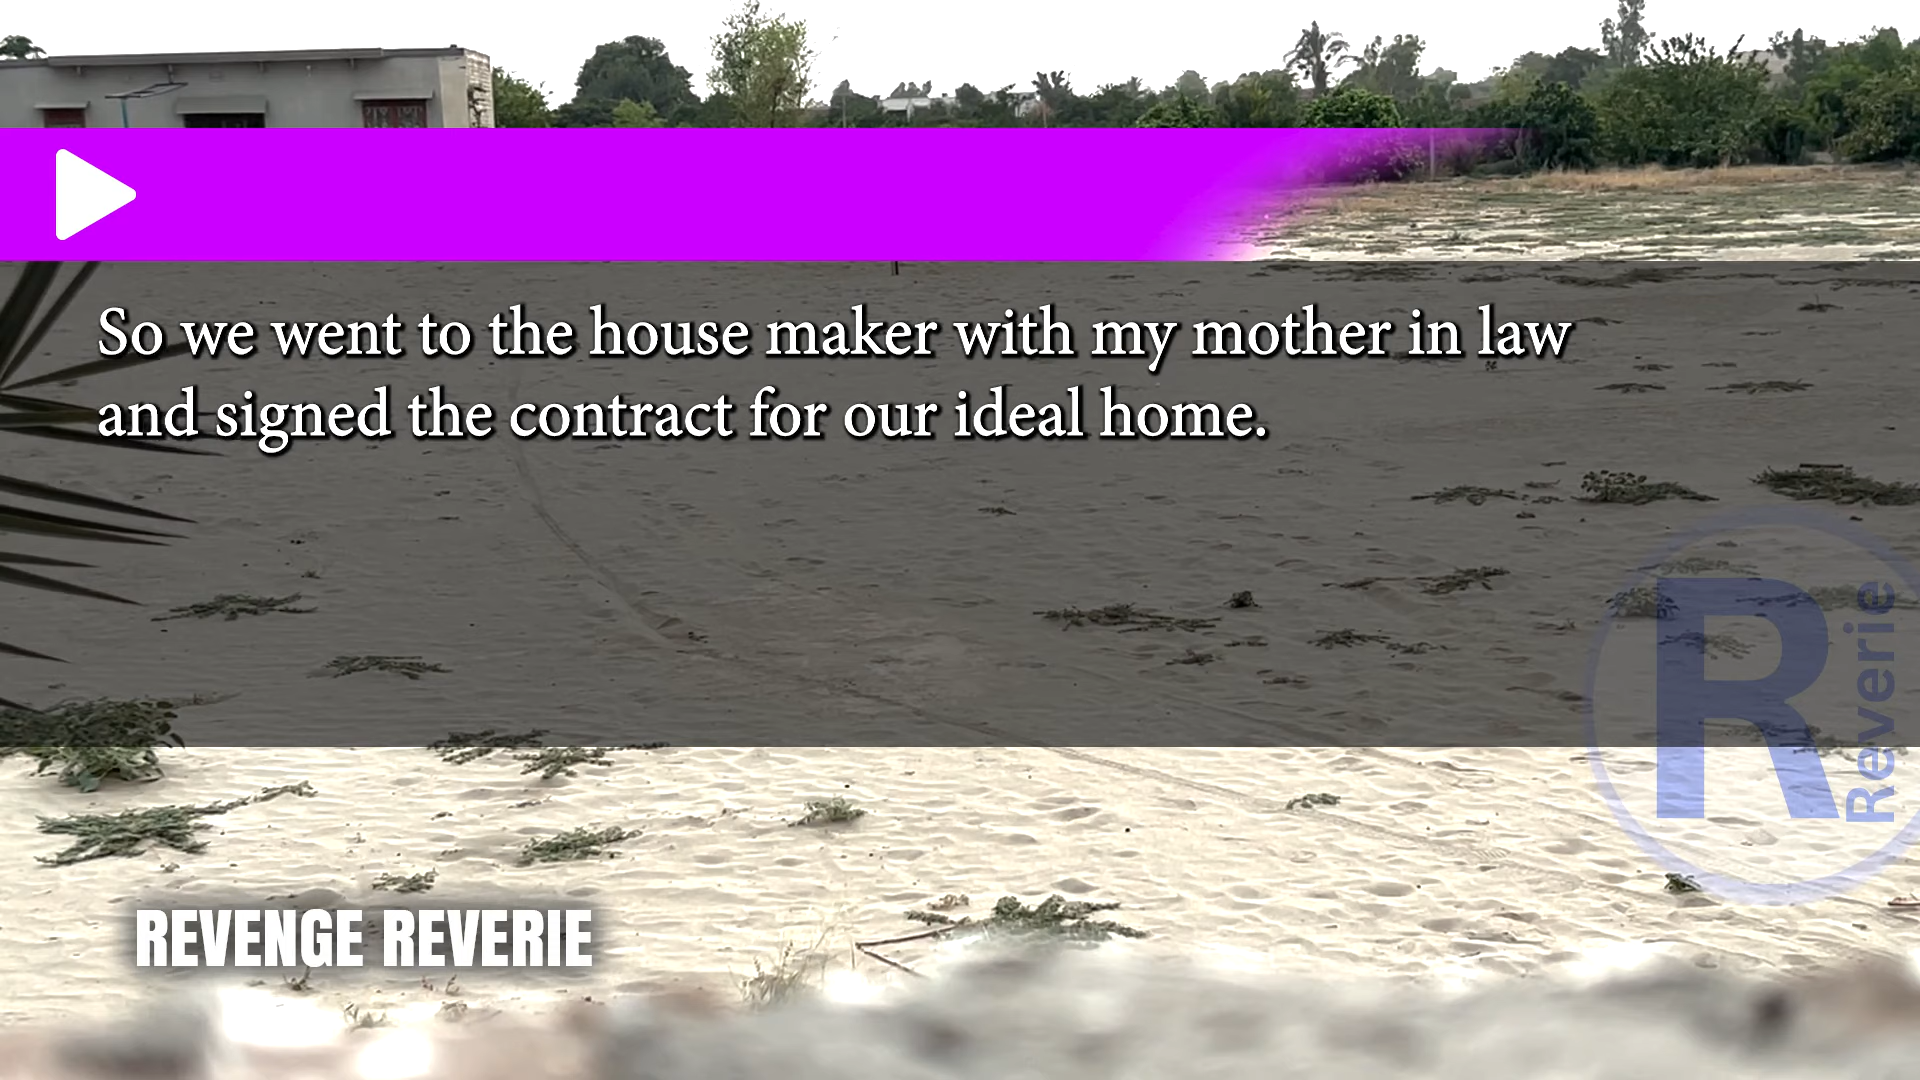 So we went to the house maker with my mother in law
and signed the contract for our ideal home.
R
Reverie
REVENGE REVERIE